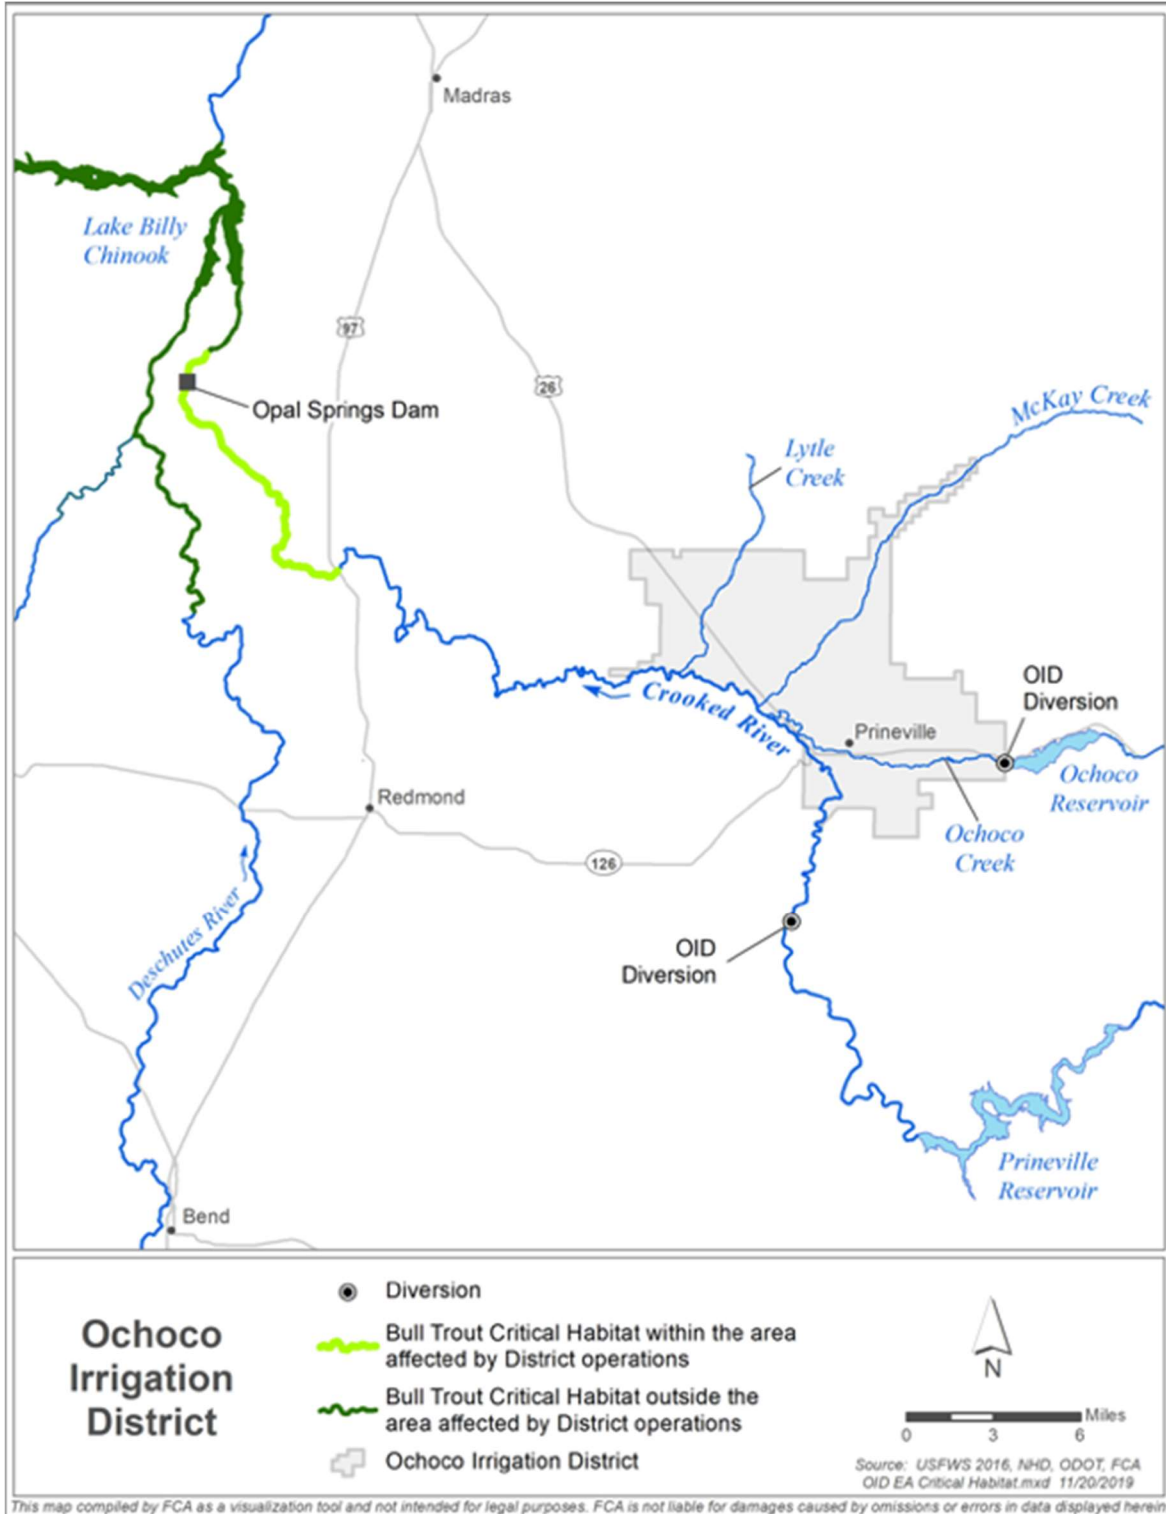 Madras
Lake Billy
Chinook
97
26
Opal Springs Dam
McKay Creek
Lytle
Creek
OID
Diversion
Crooked River
Prineville
Ochoco
Reservoir
Redmond
Ochoco
Creek
126
Deschutes River
OID
Diversion
Prineville
Reservoir
Bend
Ochoco
Irrigation
District
Diversion
Bull Trout Critical Habitat within the area
affected by District operations
Bull Trout Critical Habitat outside the
area affected by District operations
Ochoco Irrigation District
N
Miles
0 3 6
Source: USFWS 2016, NHD, ODOT, FCA
OID EA Critical Habitat.mxd 11/20/2019
This map compiled by FCA as a visualization tool and not intended for legal purposes. FCA is not liable for damages caused by omissions or errors in data displayed herein